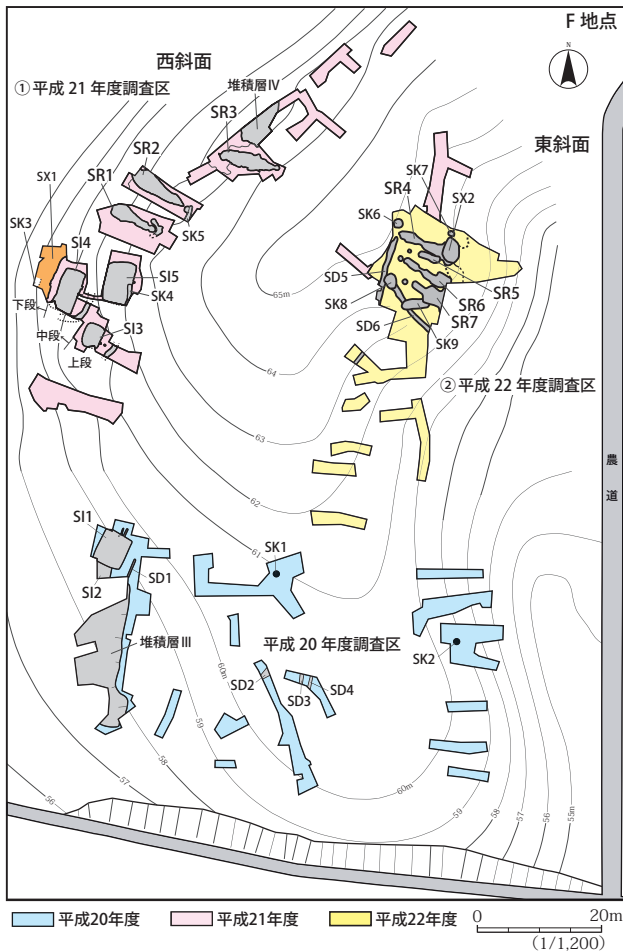 F 地点
N
西斜面
① 平成 21 年度調査区
堆積層Ⅳ
SR3
SR2
SR1
東斜面
SK7
SR4
SX2
SK6
SX1
SK3
SI4
SK5
SI5
SK4
SD5
SR5
SK8
SR6
SR7
SD6
SK9
65m
下段
中段
上段
SI3
64
② 平成 22 年度調査区
63
農道
62
61
SI1
SK1
SI2
SD1
堆積層Ⅲ
平成 20 年度調査区
SK2
60m
SD2
SD3
SD4
59
58
57
56
60m
59
58
57
56
55m
平成20年度
平成21年度
平成22年度
0 20m
(1/1,200)